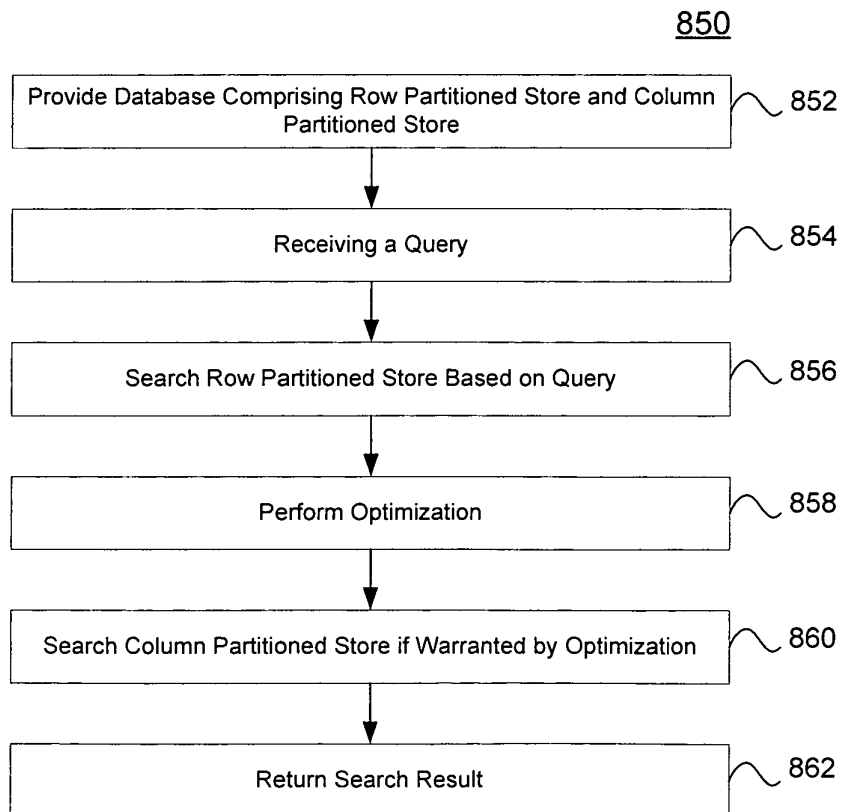 850
Provide Database Comprising Row Partitioned Store and Column
Partitioned Store
852
Receiving a Query
854
Search Row Partitioned Store Based on Query
856
Perform Optimization
858
Search Column Partitioned Store if Warranted by Optimization
860
Return Search Result
862